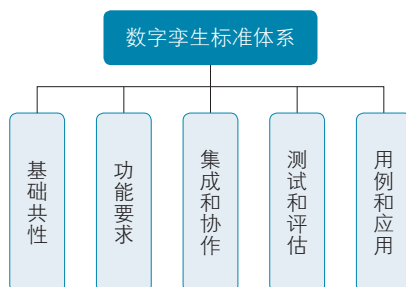 数字孪生标准体系
基础共性
功能要求
集成和协作
测试和评估
用例和应用